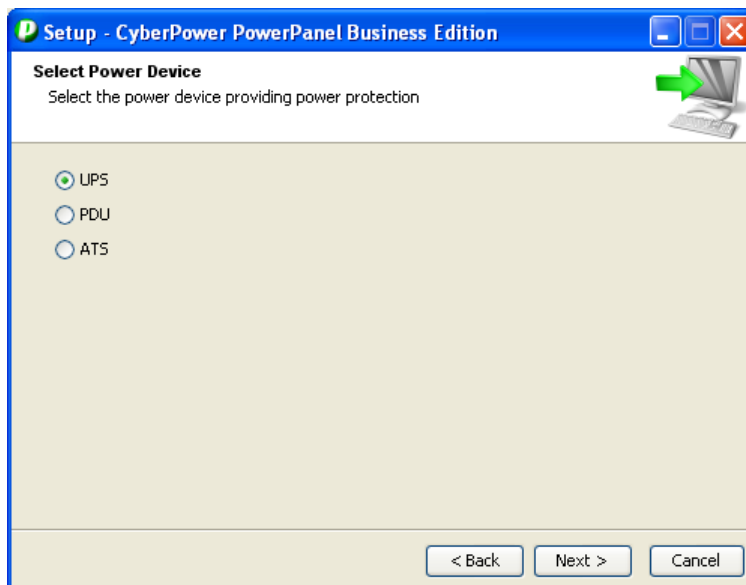 Setup - CyberPower PowerPanel Business Edition
Select Power Device
Select the power device providing power protection
UPS
PDU
ATS
< Back Next > Cancel